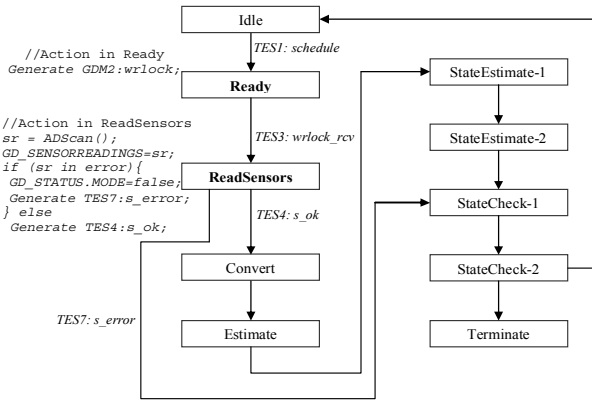 Idle
TES1: schedule
//Action in Ready
Generate GDM2:wrlock;
Ready
TES3: wrlock_rcv
//Action in ReadSensors
sr = ADScan();
GD_SENSORREADINGS=sr;
if (sr in error){
GD_STATUS.MODE=false;
Generate TES7:s_error;
} else
Generate TES4:s_ok;
ReadSensors
TES4: s_ok
Convert
TES7: s_error
Estimate
StateEstimate-1
StateEstimate-2
StateCheck-1
StateCheck-2
Terminate